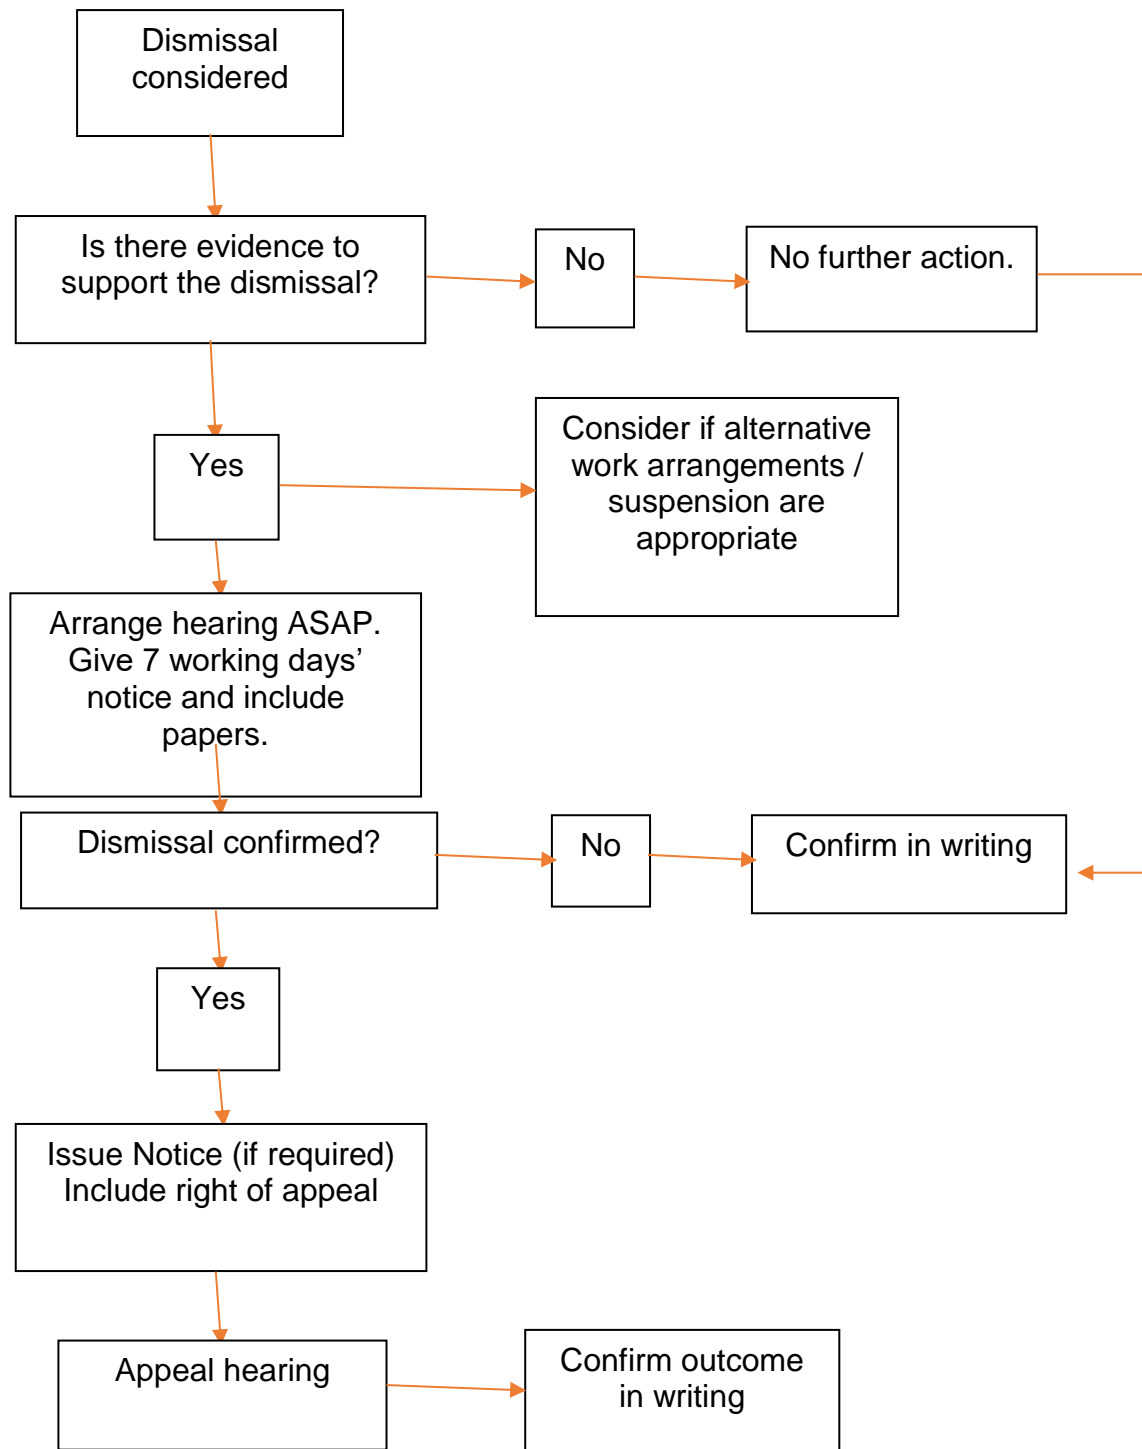 Dismissal
considered
Is there evidence to
support the dismissal?
No
No further action.
Yes
Consider if alternative
work arrangements /
suspension are
appropriate
Arrange hearing ASAP.
Give 7 working days’
notice and include
papers.
Dismissal confirmed?
No
Confirm in writing
Yes
Issue Notice (if required)
Include right of appeal
Appeal hearing
Confirm outcome
in writing